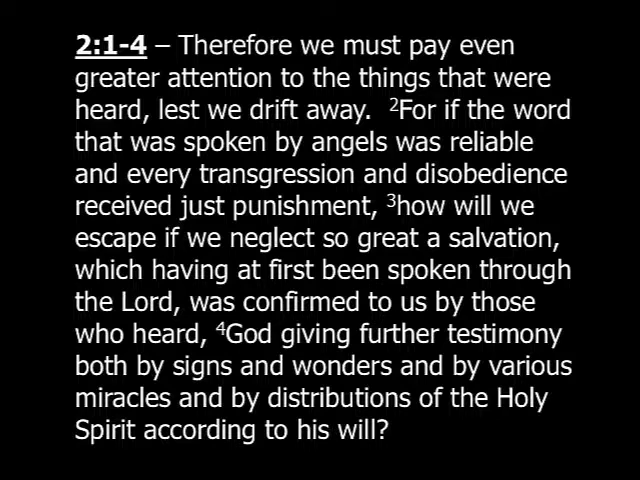 2:1-4 – Therefore we must pay even
greater attention to the things that were
heard, lest we drift away.  ²For if the word
that was spoken by angels was reliable
and every transgression and disobedience
received just punishment, ³how will we
escape if we neglect so great a salvation,
which having at first been spoken through
the Lord, was confirmed to us by those
who heard, ⁴God giving further testimony
both by signs and wonders and by various
miracles and by distributions of the Holy
Spirit according to his will?